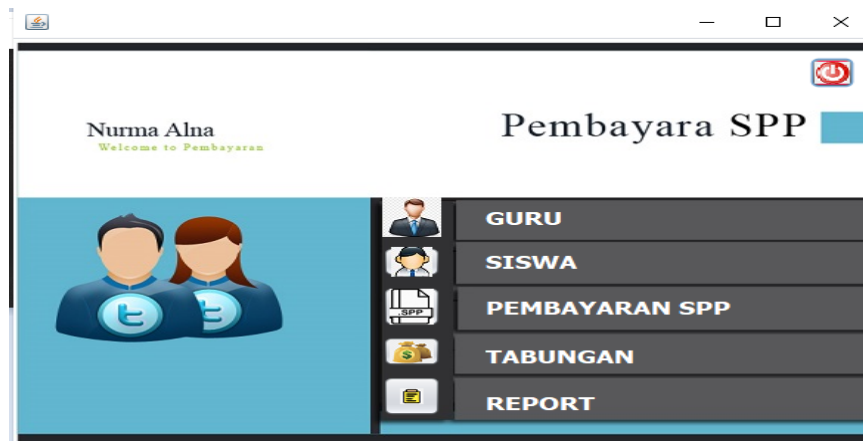 Nurma Alna
Welcome to Pembayaran
Pembayara SPP
GURU
SISWA
.SPP
PEMBAYARAN SPP
TABUNGAN
REPORT